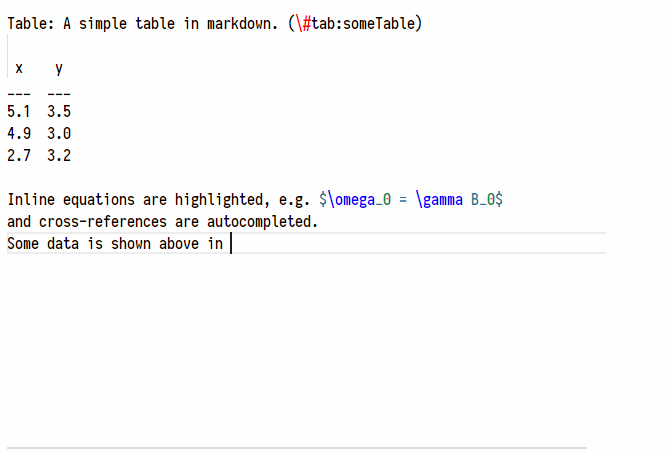 Table: A simple table in markdown. (\#tab:someTable)
x y
--- ---
5.1 3.5
4.9 3.0
2.7 3.2
Inline equations are highlighted, e.g. $\omega_0 = \gamma B_0$
and cross-references are autocompleted.
Some data is shown above in